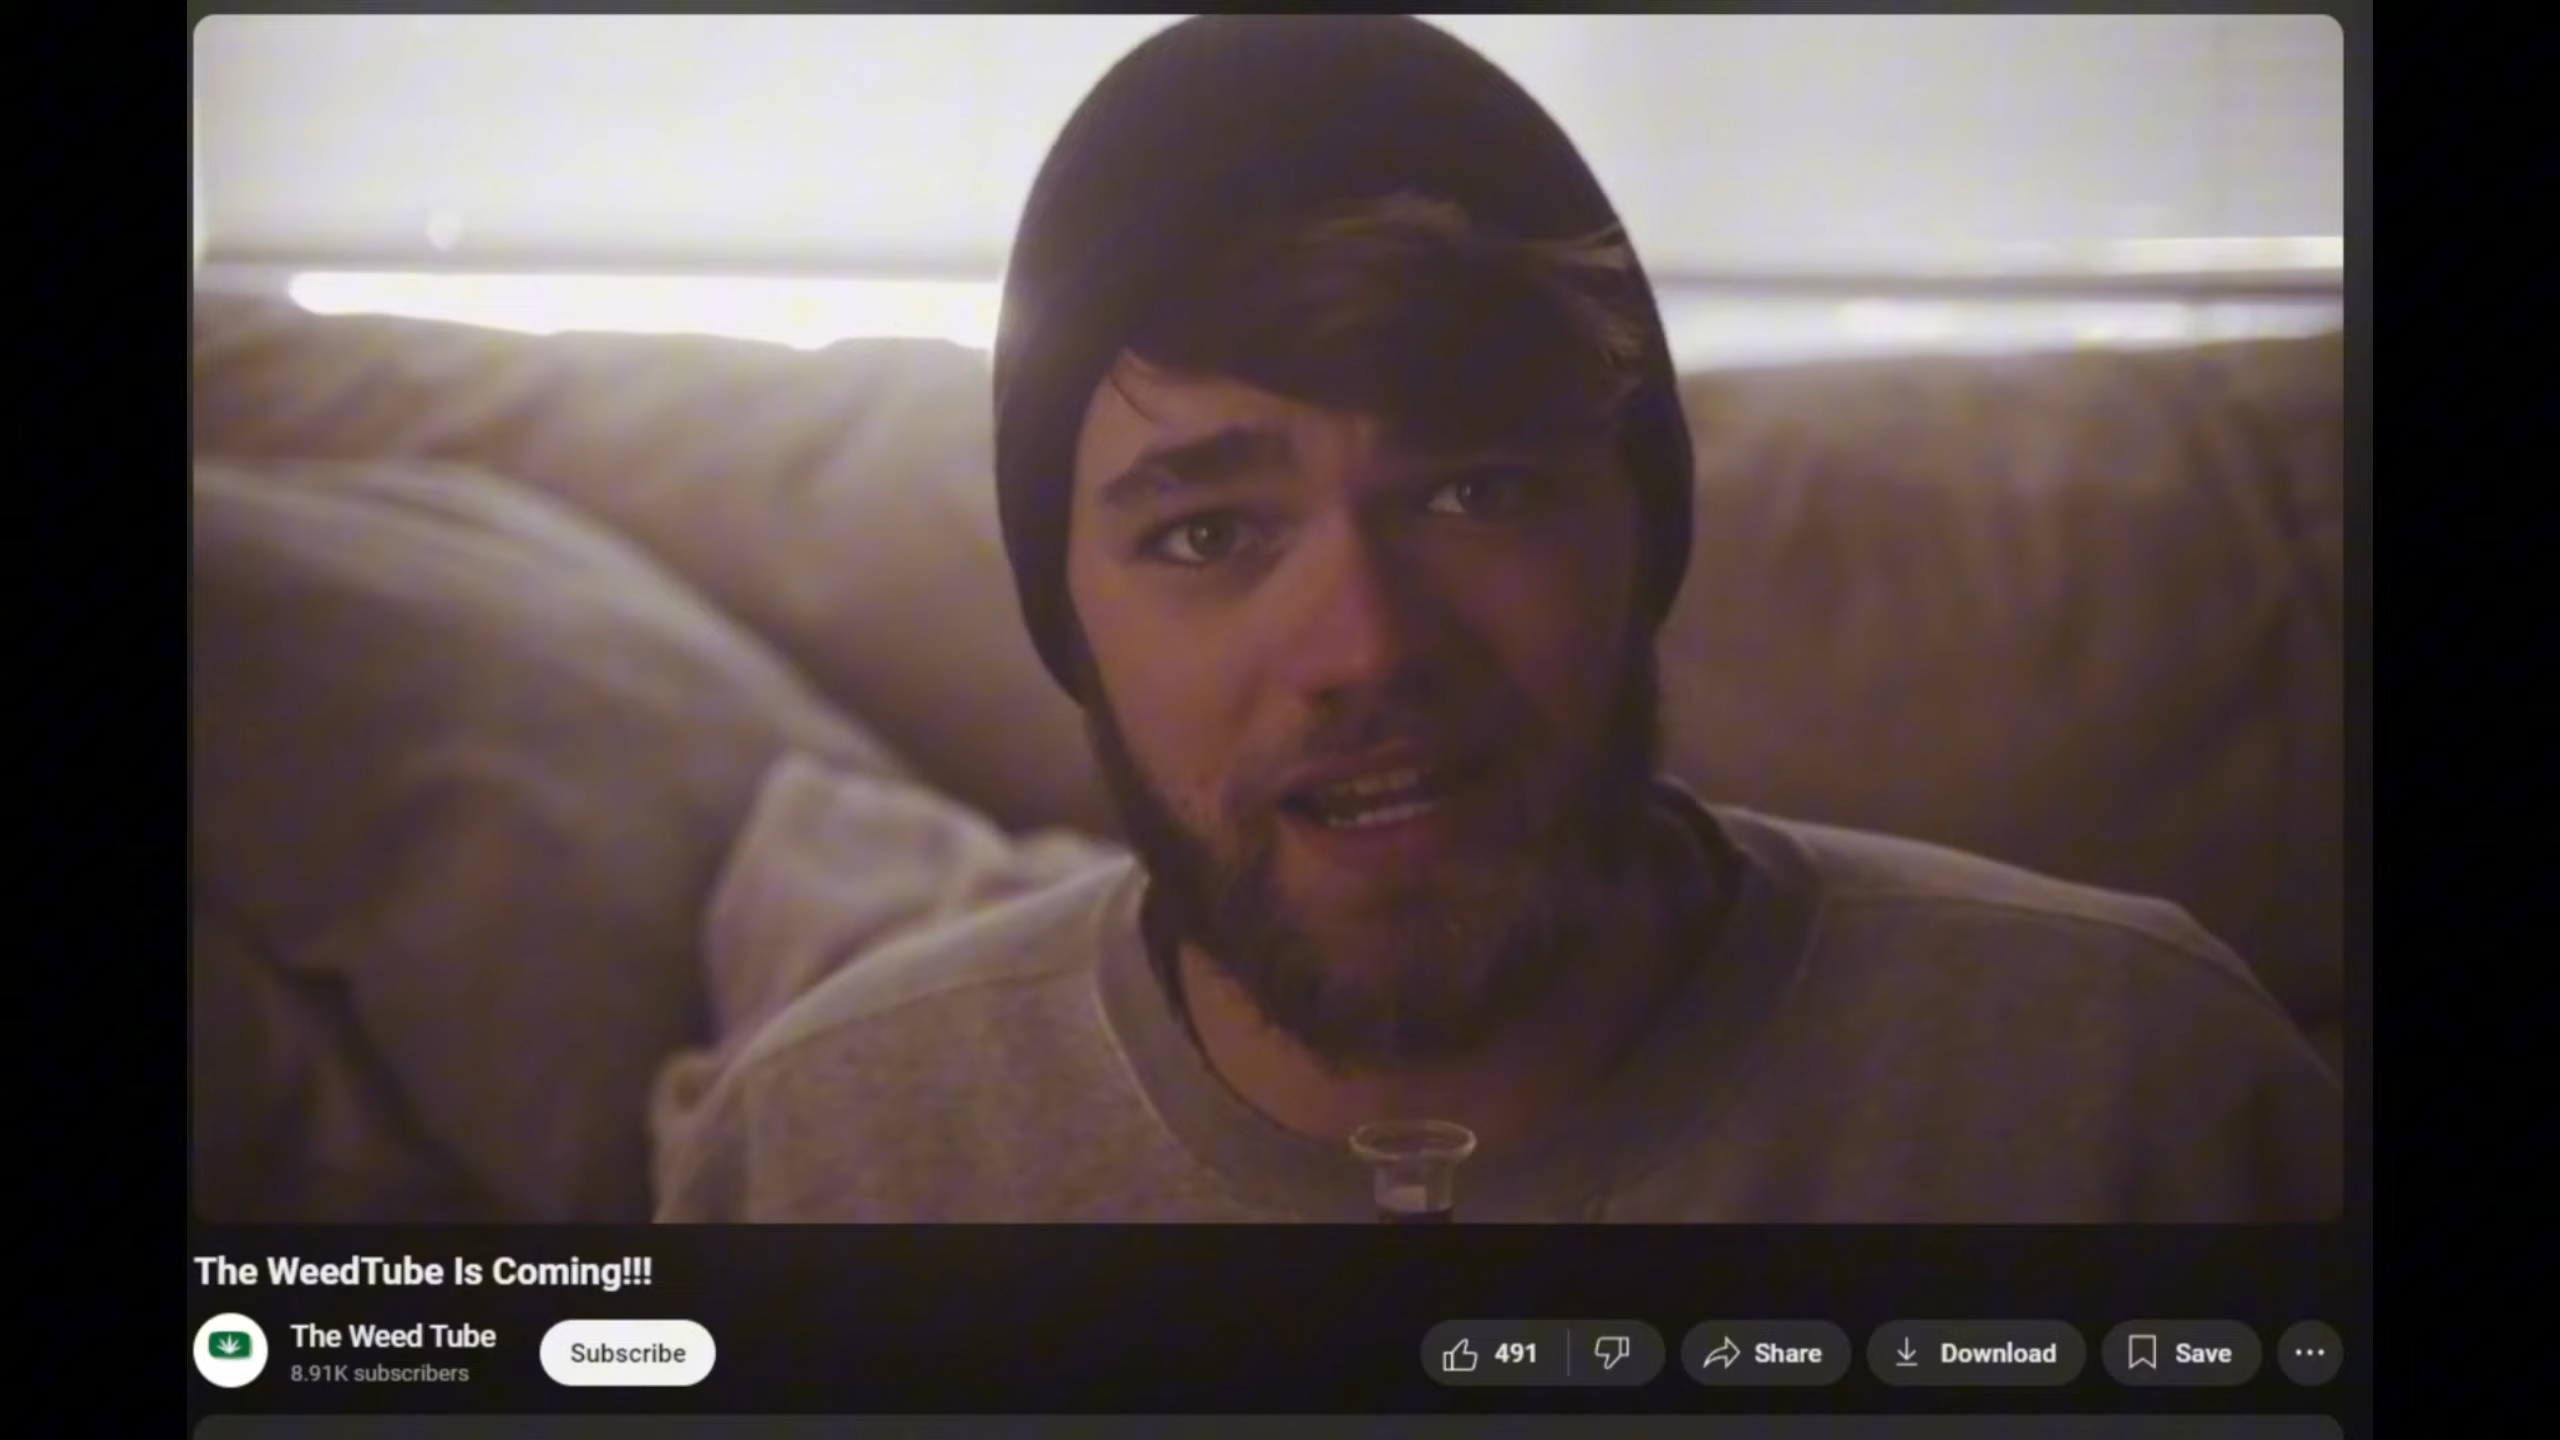 The WeedTube Is Coming!!!
The Weed Tube
8.91K subscribers
Subscribe
491
Share
Download
Save